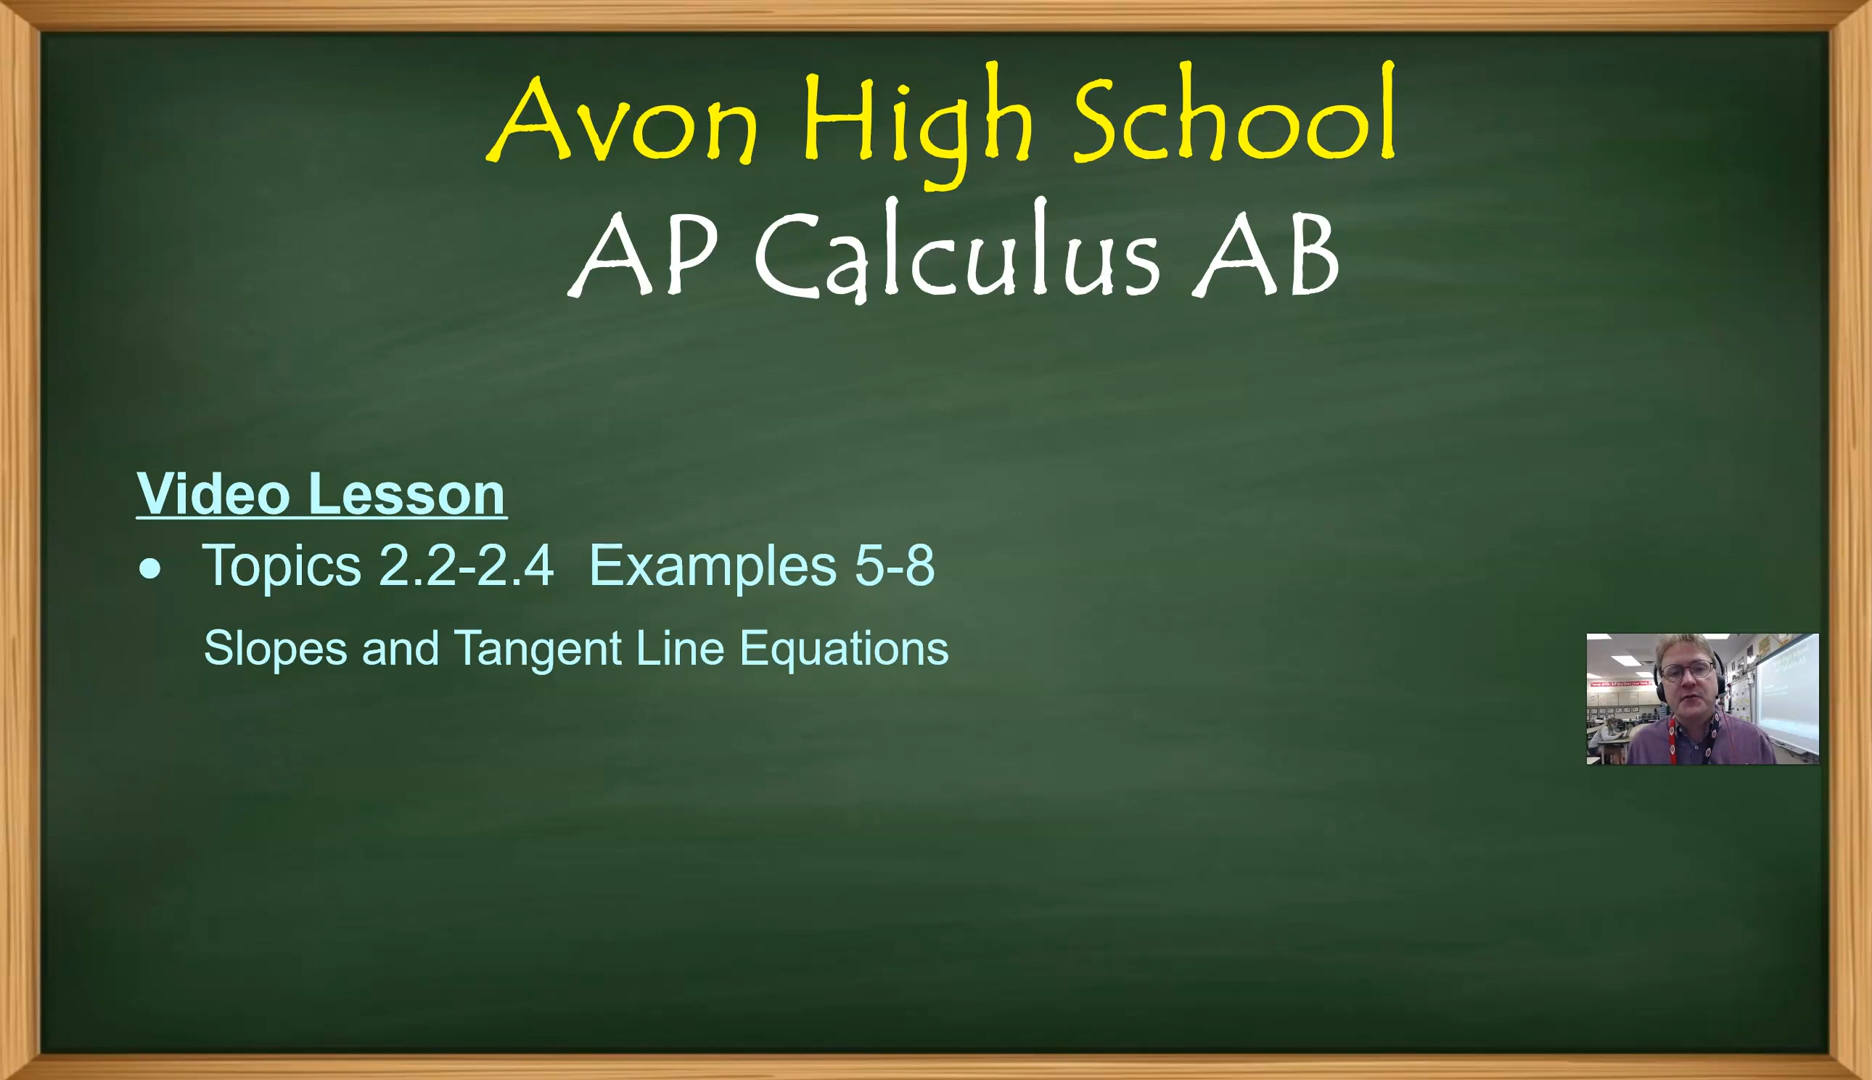 Avon High School
AP Calculus AB
Video Lesson
● Topics 2.2-2.4 Examples 5-8
Slopes and Tangent Line Equations